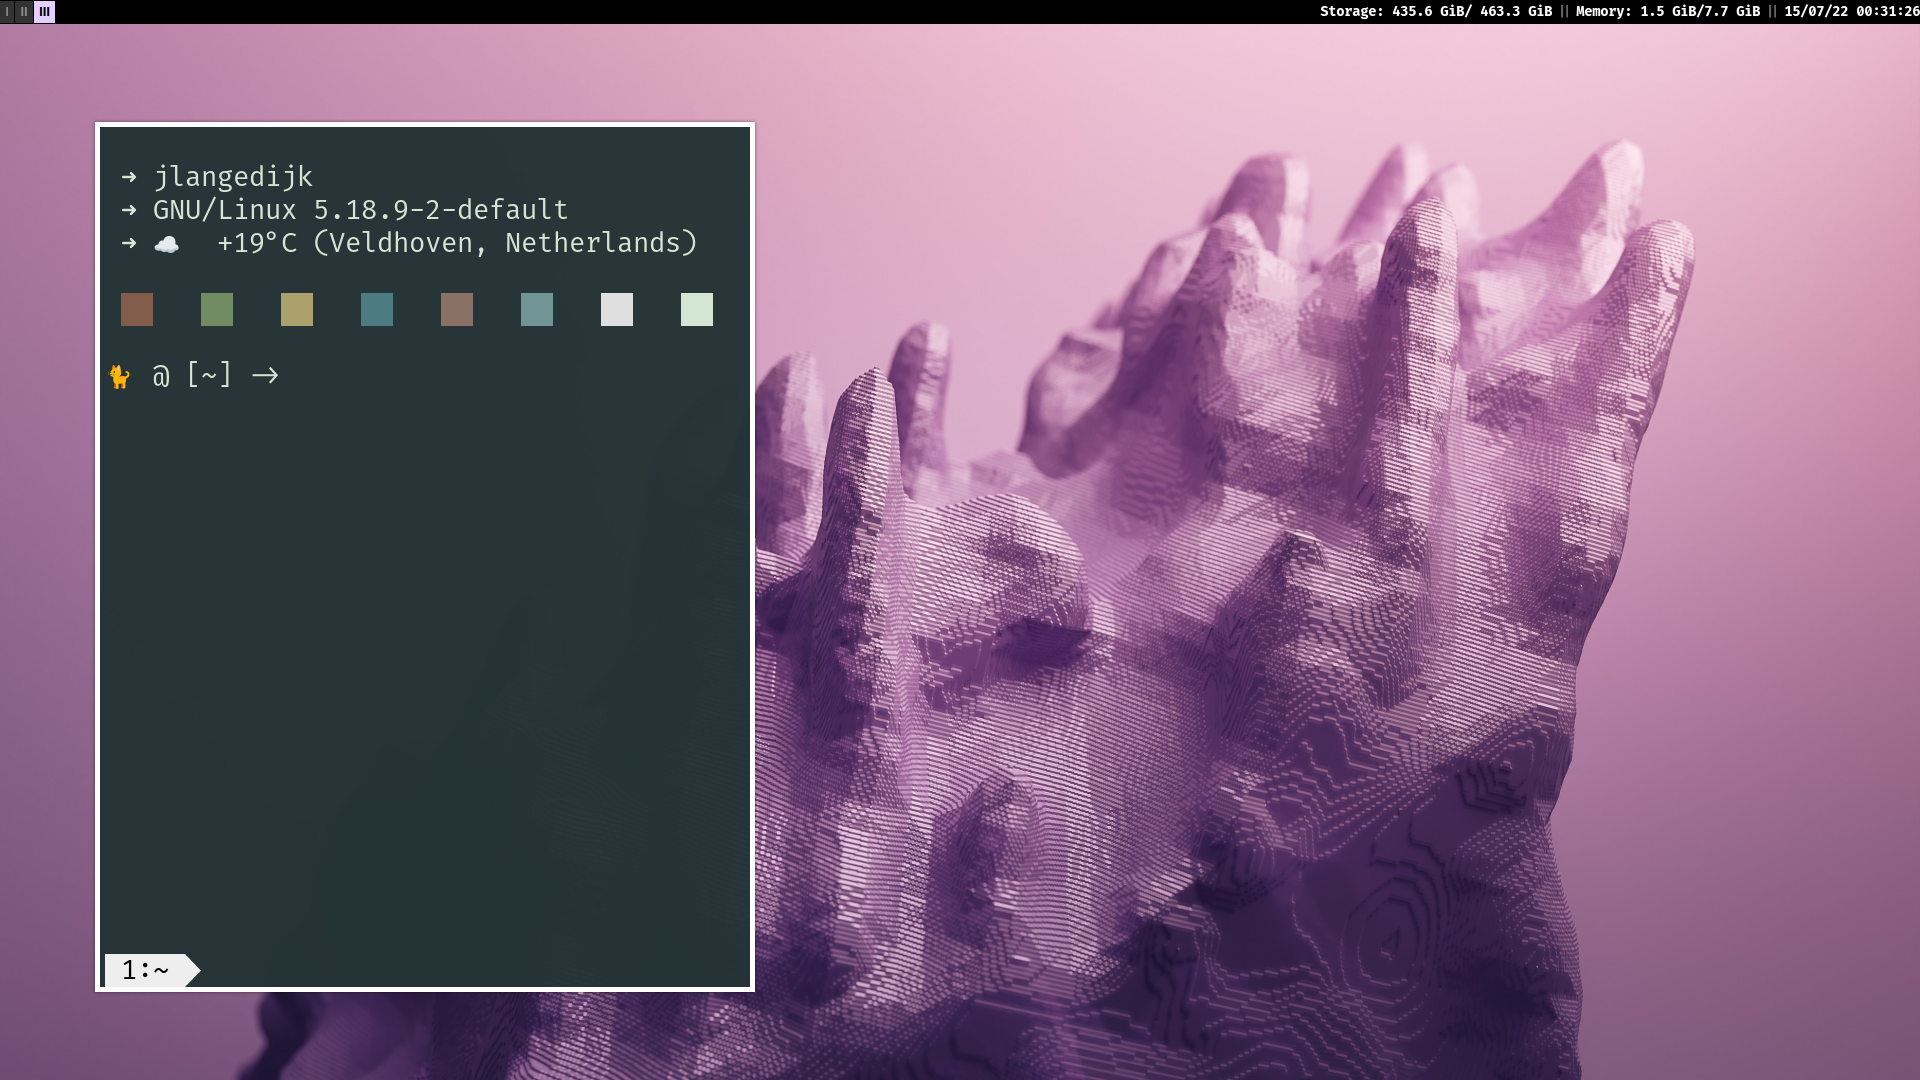 I II III Storage: 435.6 GiB/ 463.3 GiB || Memory: 1.5 GiB/7.7 GiB || 15/07/22 00:31:26
→ jlangedijk
→ GNU/Linux 5.18.9-2-default
→ ☁️ +19°C (Veldhoven, Netherlands)
🐈 @ [~] →
1:~